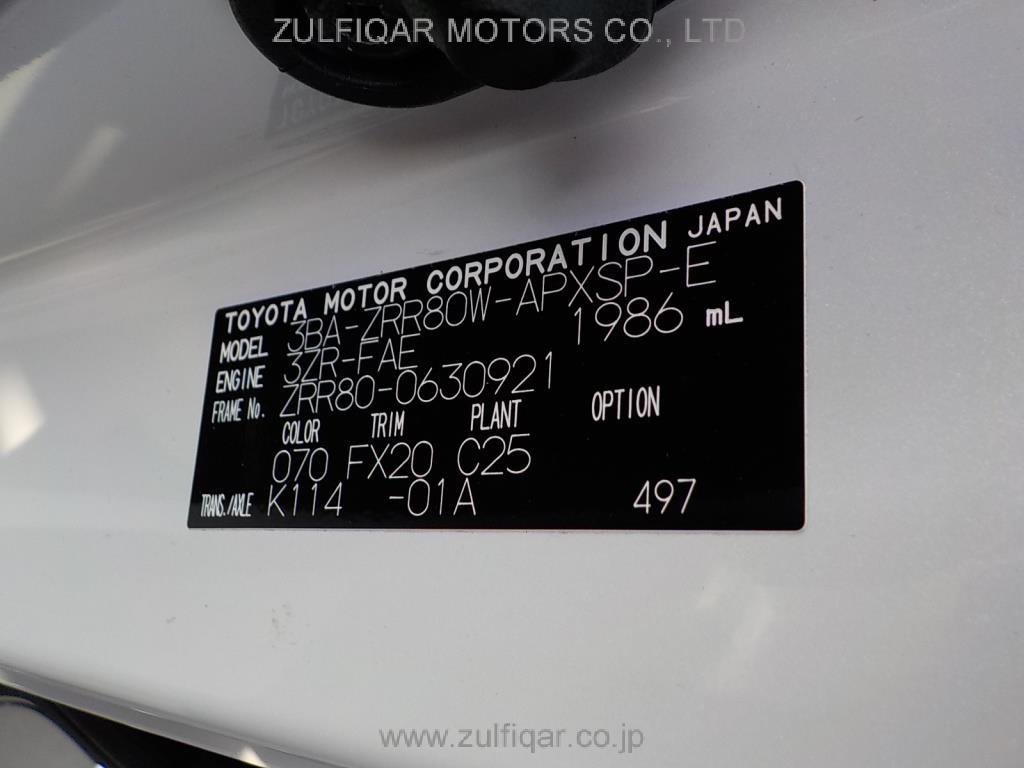 ZULFIQAR MOTORS CO., LTD
TOYOTA MOTOR CORPORATION JAPAN
MODEL 3BA-ZRR80W-APXSP-E
ENGINE 3ZR-FAE 1986 mL
FRAME No. ZRR80-0630921
COLOR TRIM PLANT OPTION
070 FX20 C25
TRANS./AXLE K114 -01A 497
www.zulfiqar.co.jp